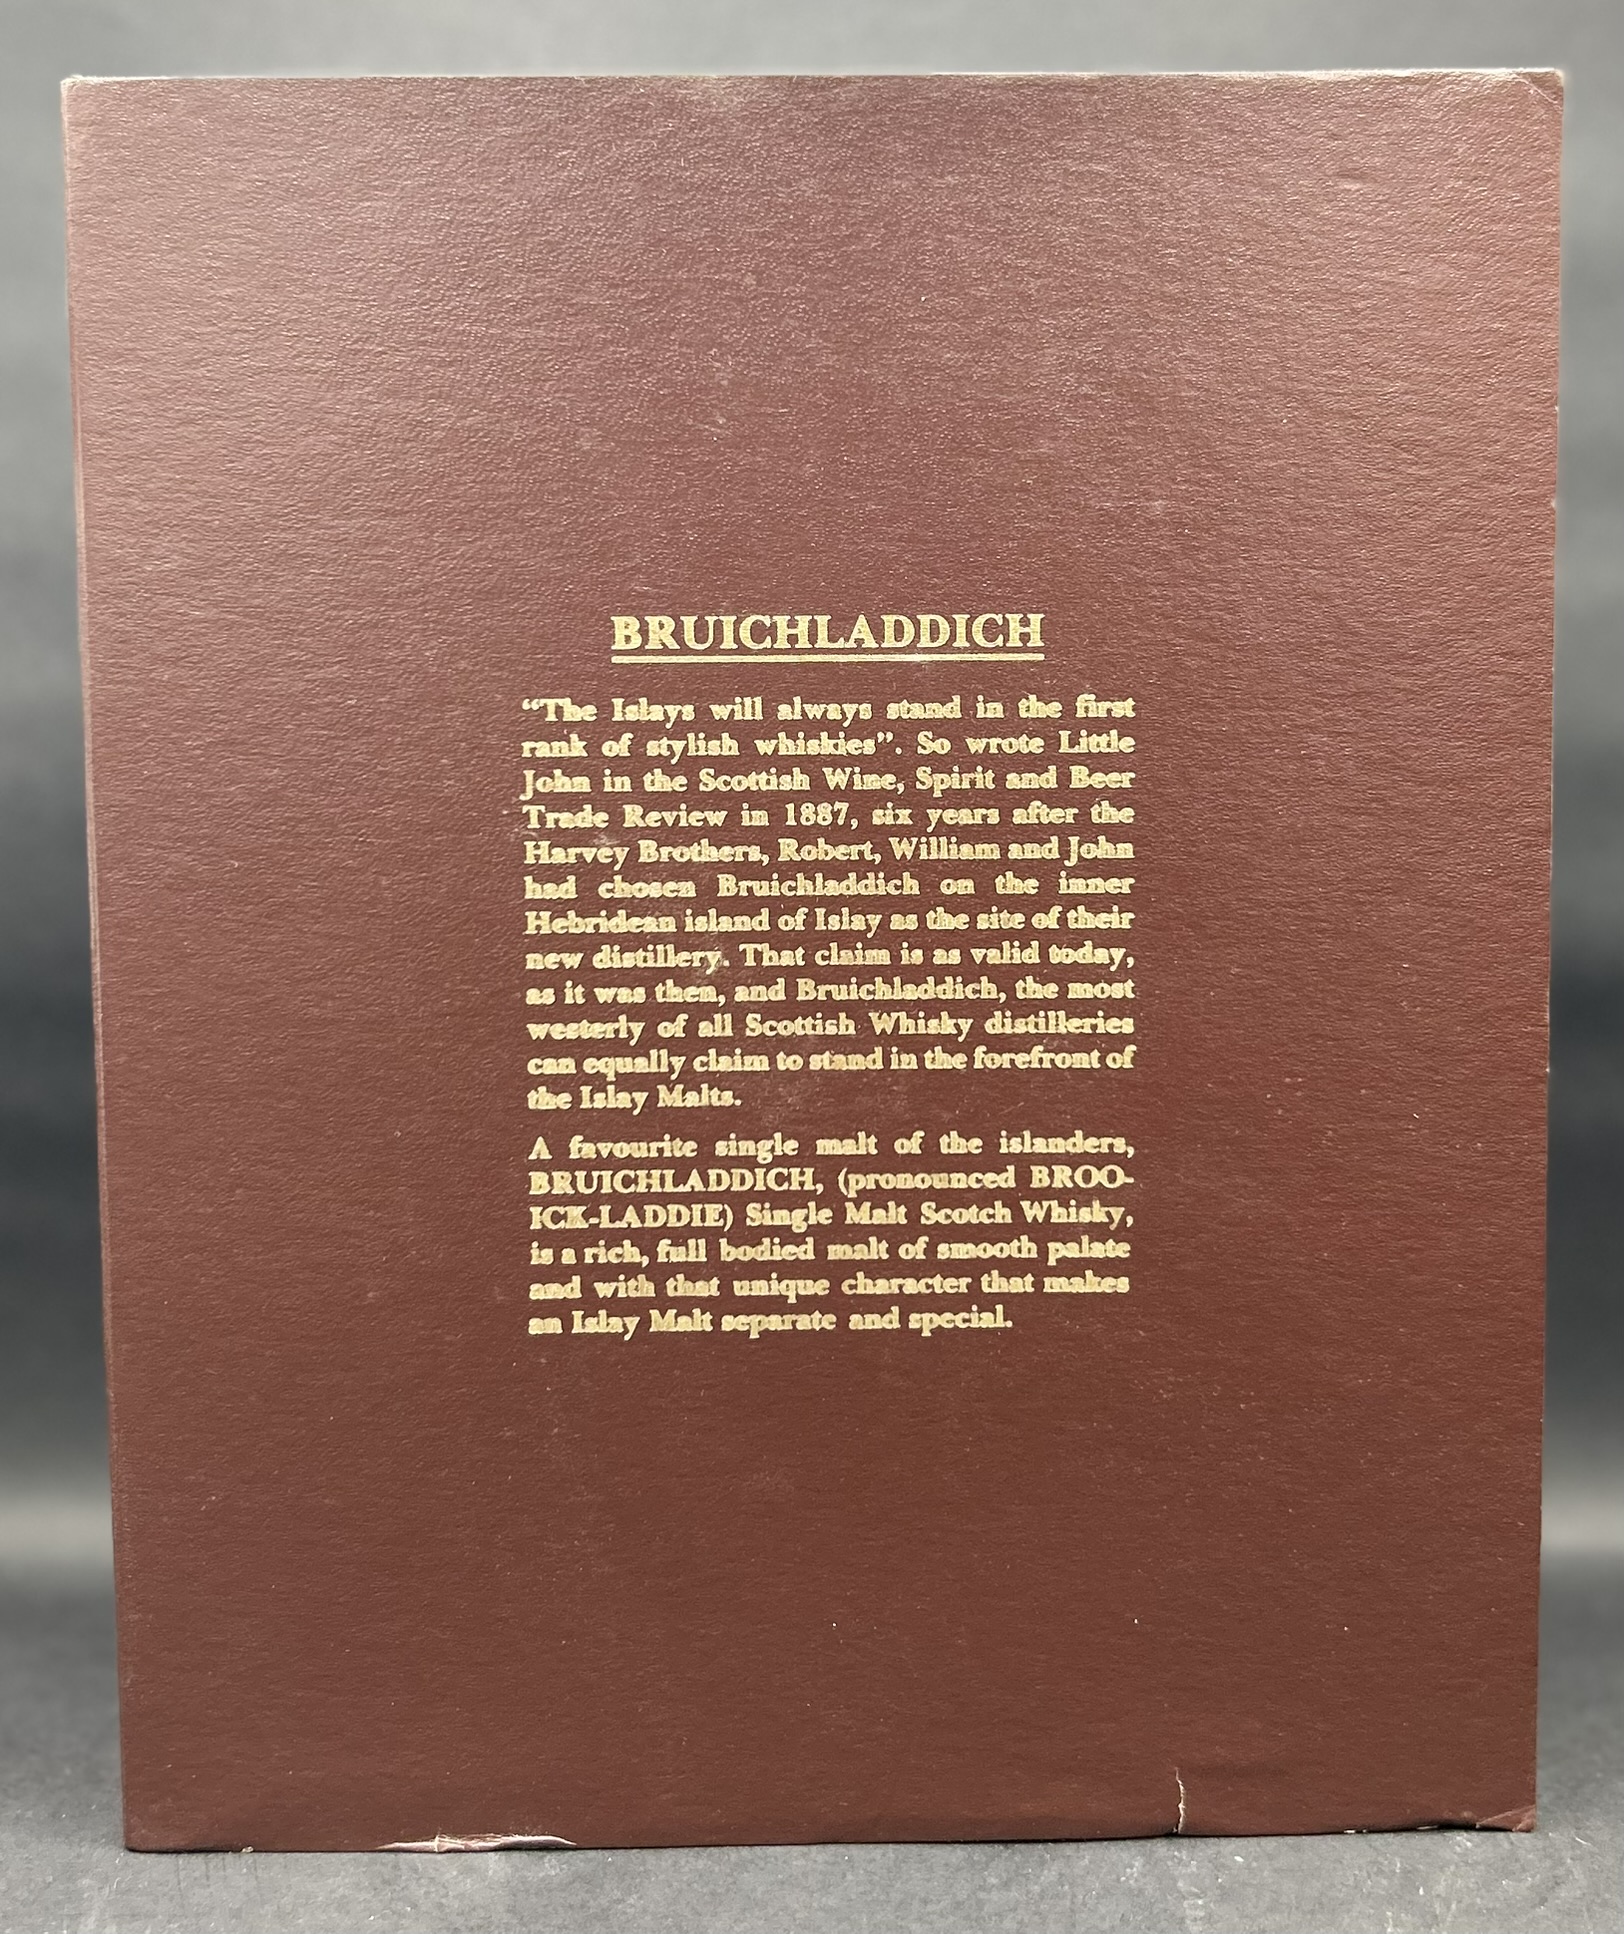 BRUICHLADDICH
“The Islays will always stand in the first
rank of stylish whiskies”. So wrote Little
John in the Scottish Wine, Spirit and Beer
Trade Review in 1887, six years after the
Harvey Brothers, Robert, William and John
had chosen Bruichladdich on the inner
Hebridean island of Islay as the site of their
new distillery. That claim is as valid today,
as it was then, and Bruichladdich, the most
westerly of all Scottish Whisky distilleries
can equally claim to stand in the forefront of
the Islay Malts.
A favourite single malt of the islanders,
BRUICHLADDICH, (pronounced BROO-
ICK-LADDIE) Single Malt Scotch Whisky,
is a rich, full bodied malt of smooth palate
and with that unique character that makes
an Islay Malt separate and special.